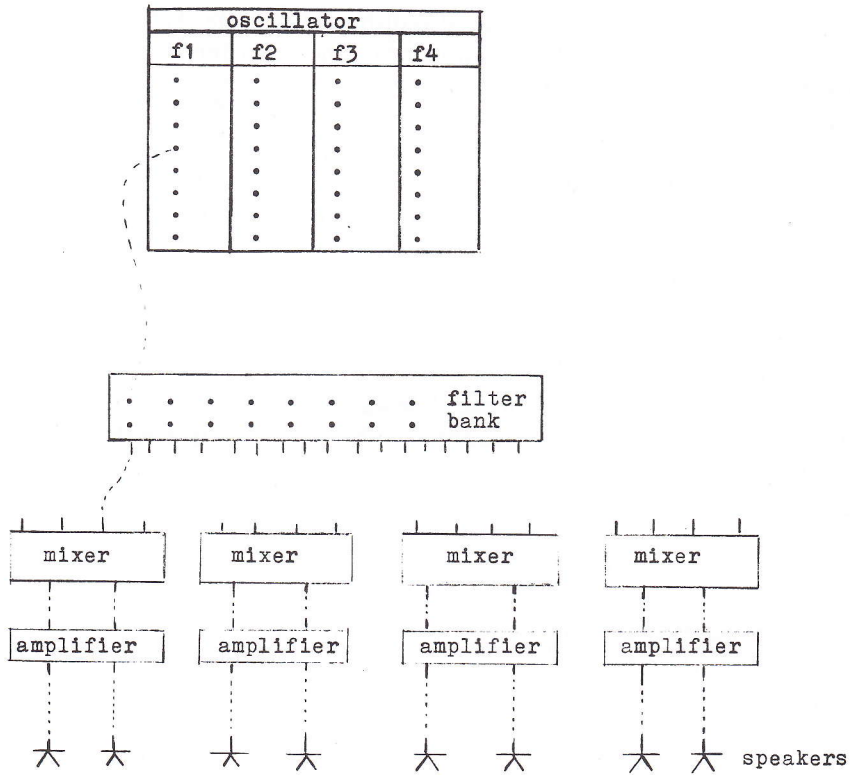 oscillator
f1 f2 f3 f4
filter
bank
mixer mixer mixer mixer
amplifier amplifier amplifier amplifier
speakers